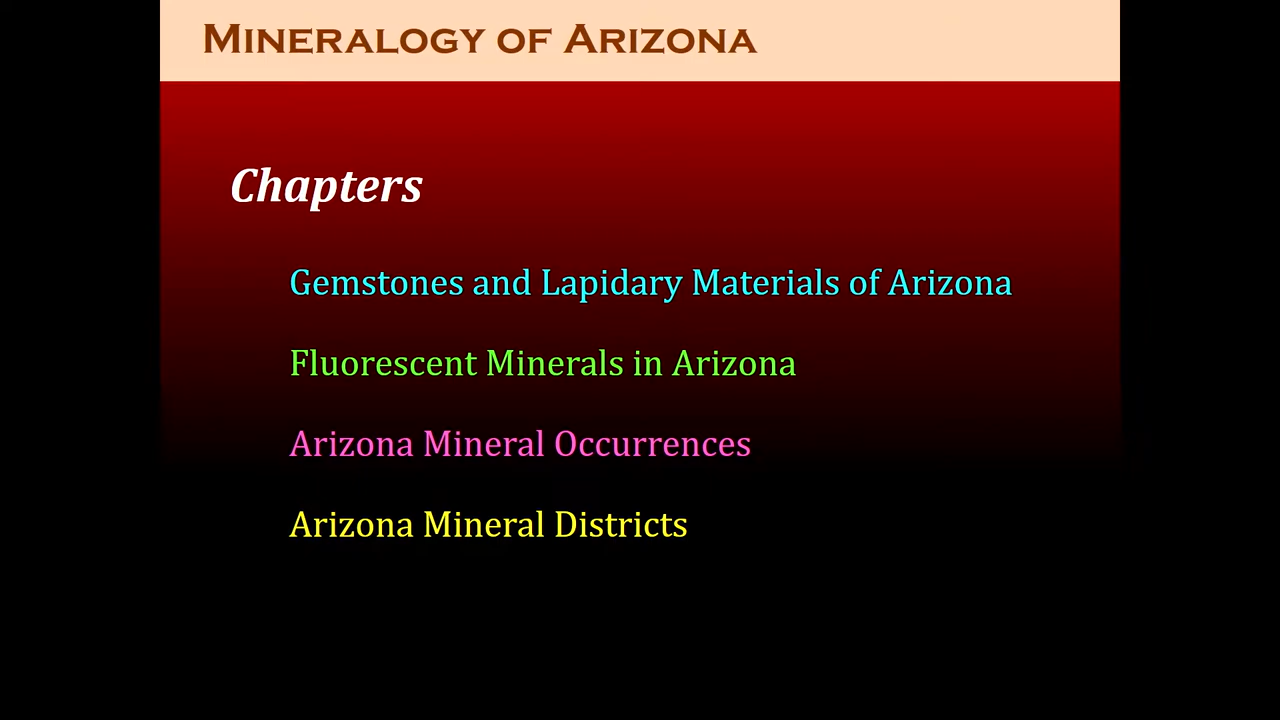 Mineralogy of Arizona
Chapters
Gemstones and Lapidary Materials of Arizona
Fluorescent Minerals in Arizona
Arizona Mineral Occurrences
Arizona Mineral Districts